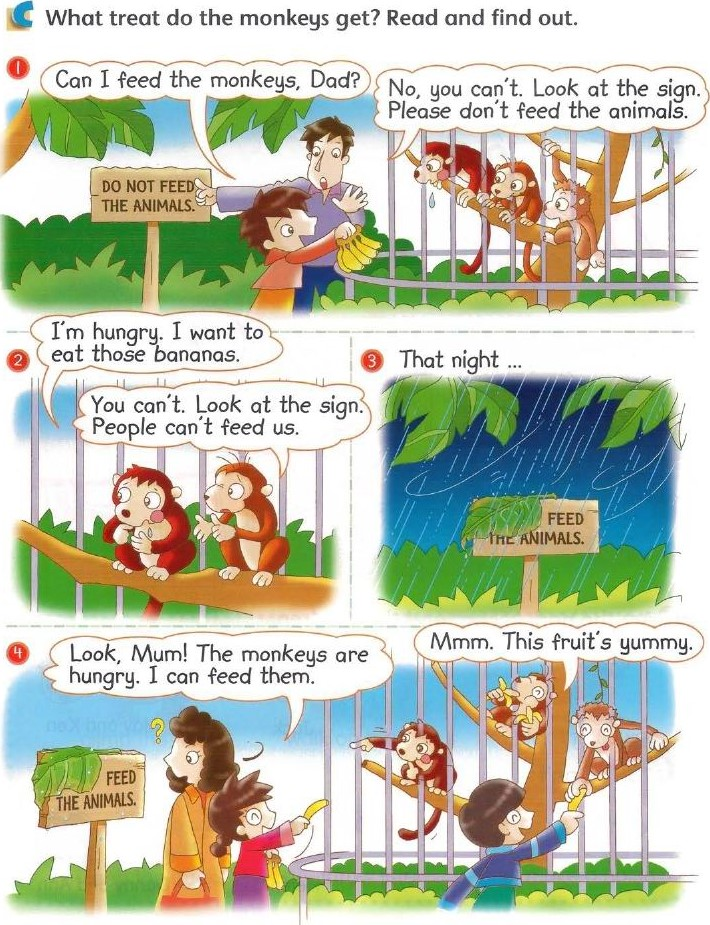 C What treat do the monkeys get? Read and find out.
1
Can I feed the monkeys, Dad?
No, you can't. Look at the sign.
Please don't feed the animals.
DO NOT FEED
THE ANIMALS.
2
I'm hungry. I want to
eat those bananas.
You can't. Look at the sign.
People can't feed us.
3 That night ...
FEED
THE ANIMALS.
4
Look, Mum! The monkeys are
hungry. I can feed them.
Mmm. This fruit's yummy.
?
FEED
THE ANIMALS.